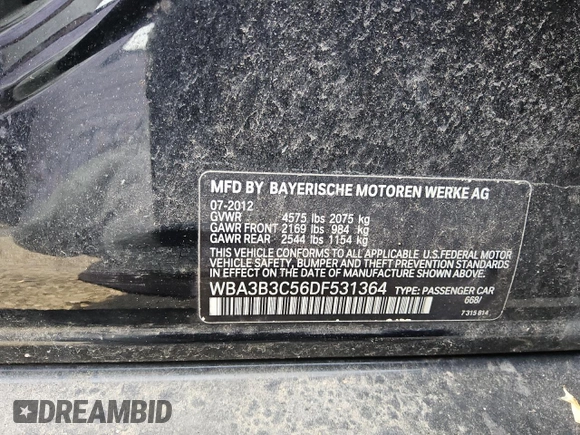 MFD BY BAYERISCHE MOTOREN WERKE AG
07-2012
GVWR 4575 lbs 2075 kg
GAWR FRONT 2169 lbs 984 kg
GAWR REAR 2544 lbs 1154 kg
THIS VEHICLE CONFORMS TO ALL APPLICABLE U.S.FEDERAL MOTOR
VEHICLE SAFETY, BUMPER, AND THEFT PREVENTION STANDARDS
IN EFFECT ON THE DATE OF MANUFACTURE SHOWN ABOVE.
WBA3B3C56DF531364 TYPE: PASSENGER CAR
668/
7 315 814
DREAMBID